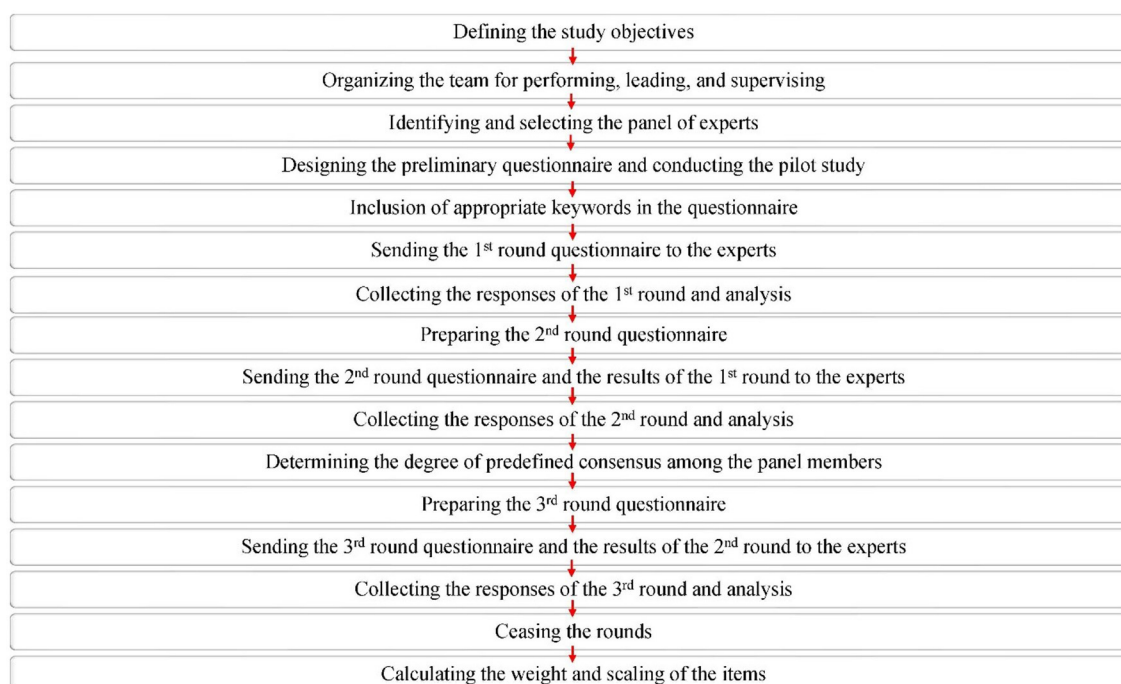 Defining the study objectives
Organizing the team for performing, leading, and supervising
Identifying and selecting the panel of experts
Designing the preliminary questionnaire and conducting the pilot study
Inclusion of appropriate keywords in the questionnaire
Sending the 1st round questionnaire to the experts
Collecting the responses of the 1st round and analysis
Preparing the 2nd round questionnaire
Sending the 2nd round questionnaire and the results of the 1st round to the experts
Collecting the responses of the 2nd round and analysis
Determining the degree of predefined consensus among the panel members
Preparing the 3rd round questionnaire
Sending the 3rd round questionnaire and the results of the 2nd round to the experts
Collecting the responses of the 3rd round and analysis
Ceasing the rounds
Calculating the weight and scaling of the items